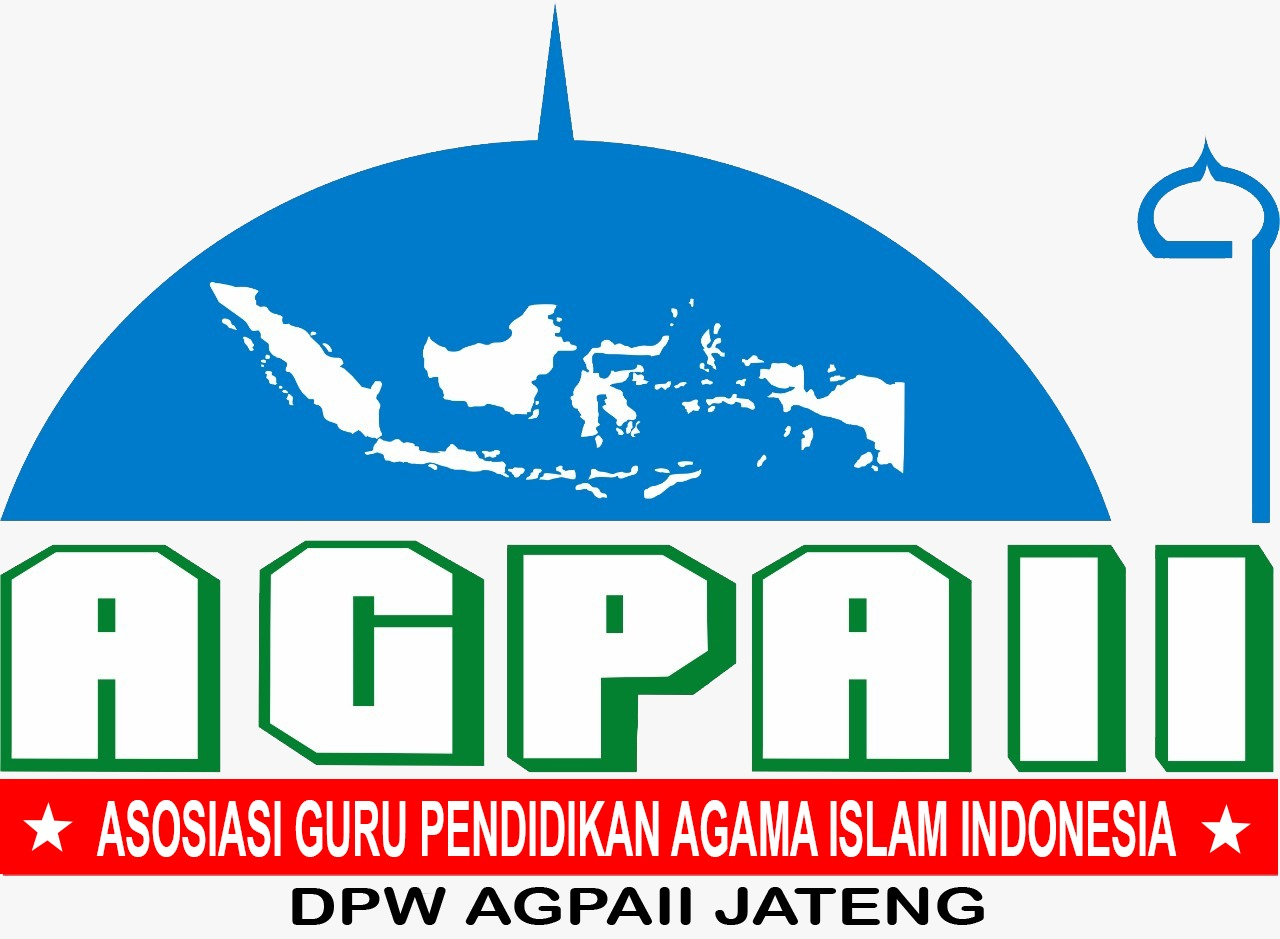 AGPAII
ASOSIASI GURU PENDIDIKAN AGAMA ISLAM INDONESIA
DPW AGPAII JATENG